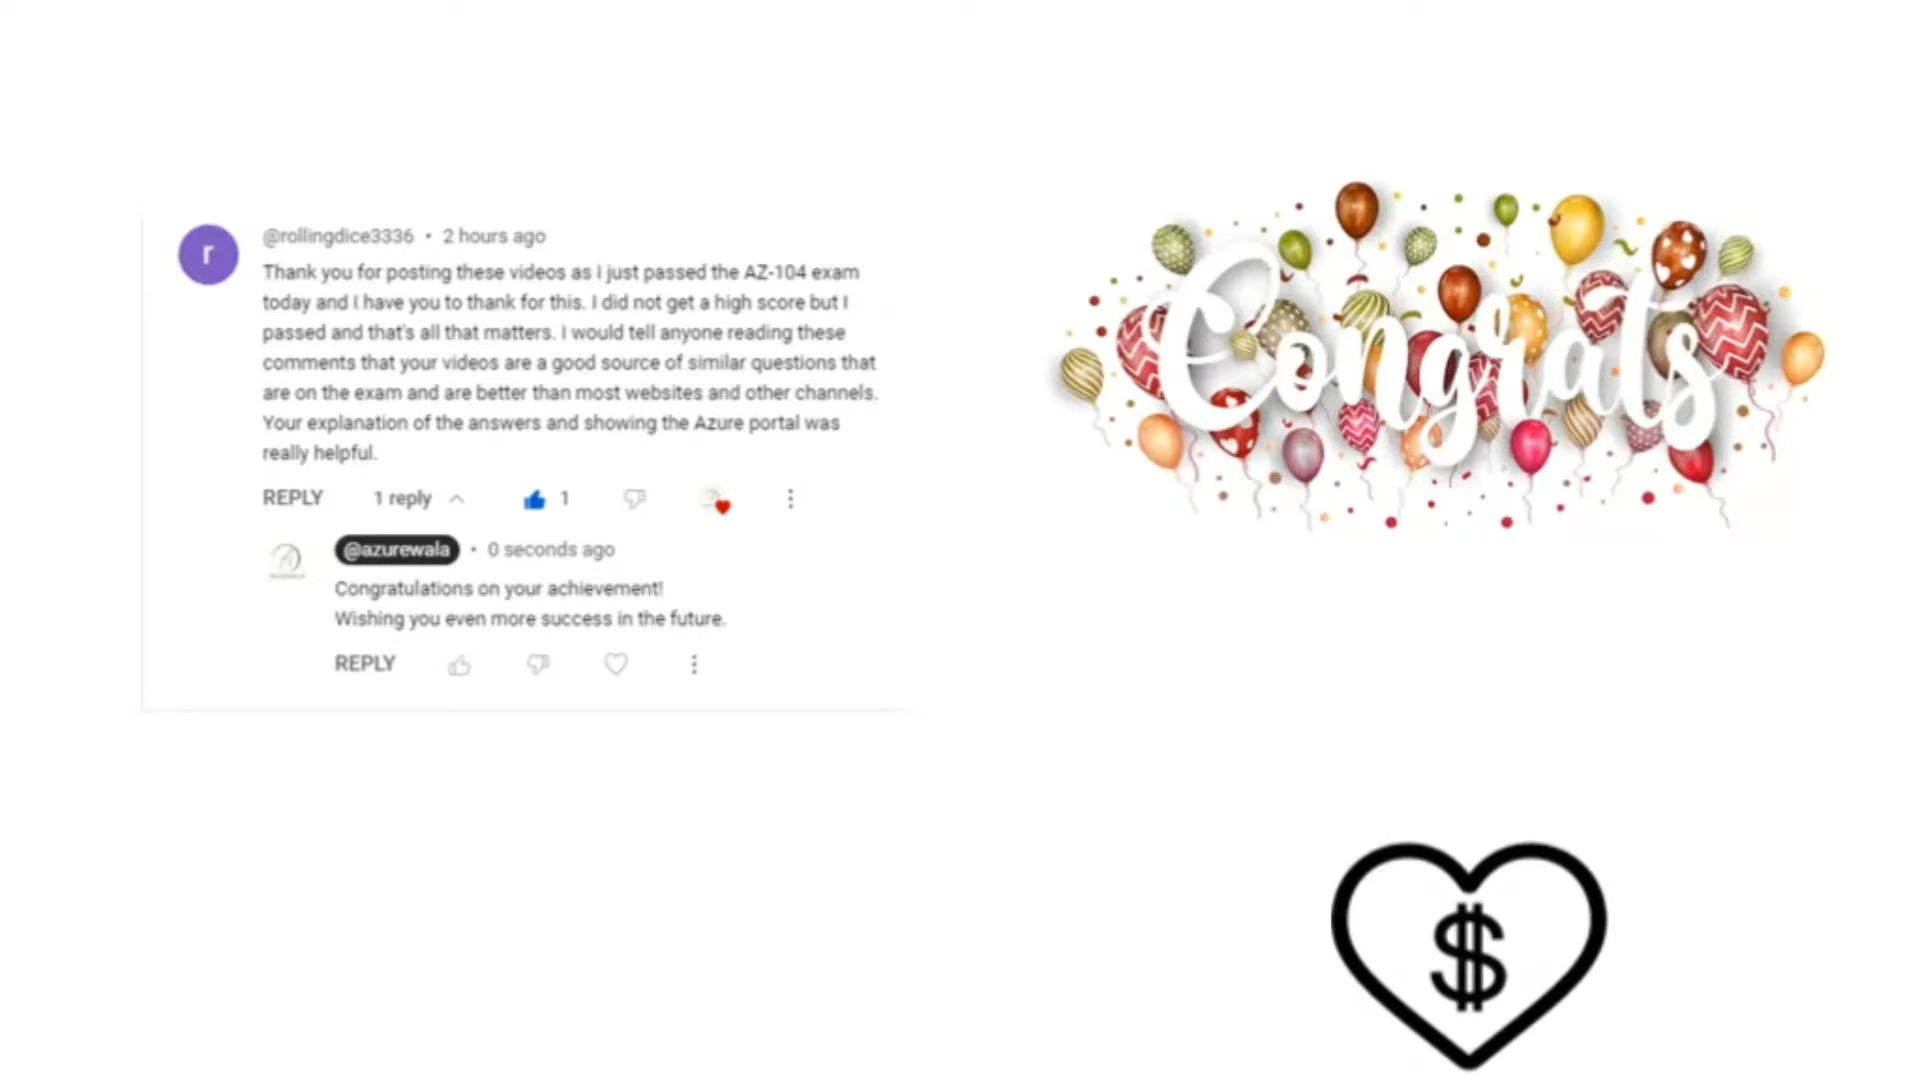 @rollingdice3336 • 2 hours ago
r
Thank you for posting these videos as I just passed the AZ-104 exam
today and I have you to thank for this. I did not get a high score but I
passed and that's all that matters. I would tell anyone reading these
comments that your videos are a good source of similar questions that
are on the exam and are better than most websites and other channels.
Your explanation of the answers and showing the Azure portal was
really helpful.
REPLY 1 reply 1
@azurewala • 0 seconds ago
Congratulations on your achievement!
Wishing you even more success in the future.
REPLY
Congrats
$